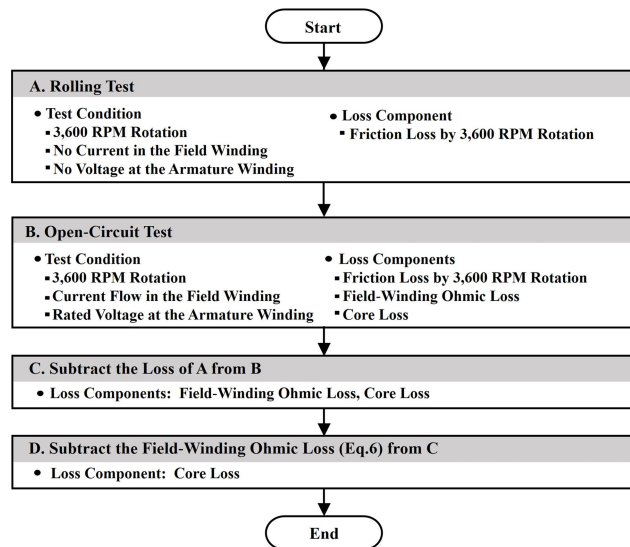 Start
A. Rolling Test
● Test Condition
▪ 3,600 RPM Rotation
▪ No Current in the Field Winding
▪ No Voltage at the Armature Winding
● Loss Component
▪ Friction Loss by 3,600 RPM Rotation
B. Open-Circuit Test
● Test Condition
▪ 3,600 RPM Rotation
▪ Current Flow in the Field Winding
▪ Rated Voltage at the Armature Winding
● Loss Components
▪ Friction Loss by 3,600 RPM Rotation
▪ Field-Winding Ohmic Loss
▪ Core Loss
C. Subtract the Loss of A from B
● Loss Components: Field-Winding Ohmic Loss, Core Loss
D. Subtract the Field-Winding Ohmic Loss (Eq.6) from C
● Loss Component: Core Loss
End